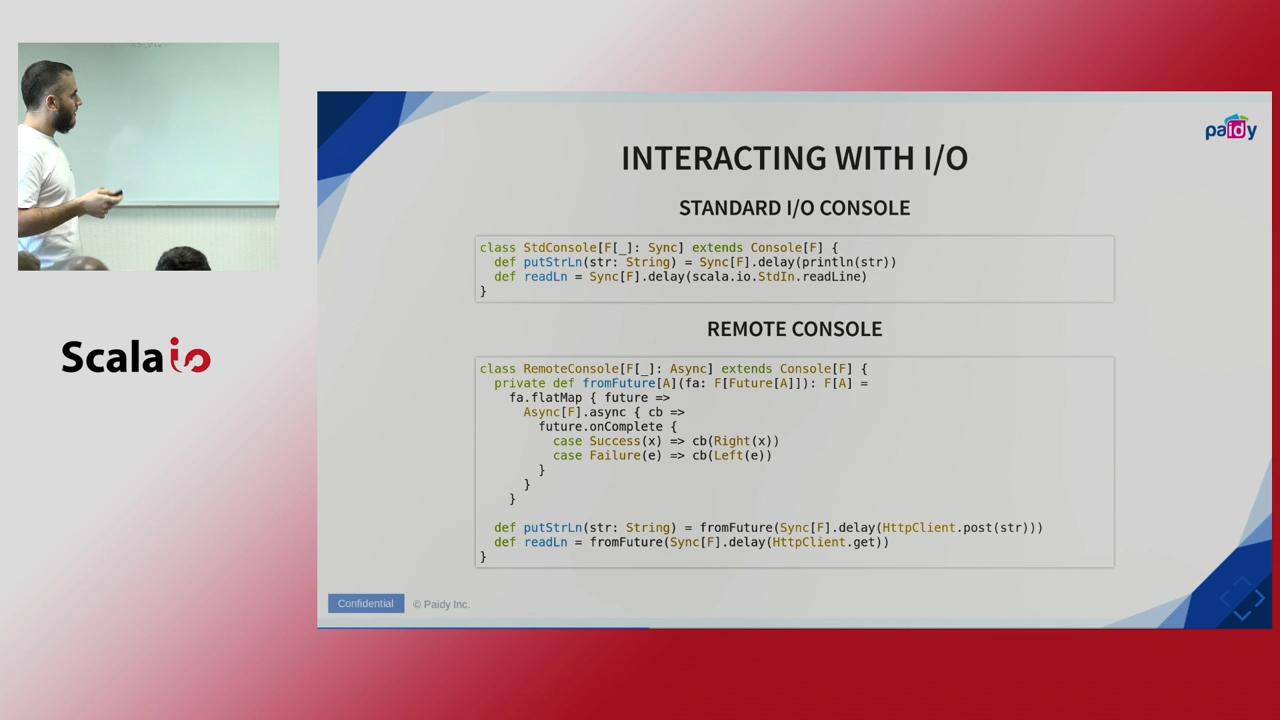 paidy
INTERACTING WITH I/O
STANDARD I/O CONSOLE
class StdConsole[F[_]: Sync] extends Console[F] {
  def putStrLn(str: String) = Sync[F].delay(println(str))
  def readLn = Sync[F].delay(scala.io.StdIn.readLine)
}
REMOTE CONSOLE
class RemoteConsole[F[_]: Async] extends Console[F] {
  private def fromFuture[A](fa: F[Future[A]]): F[A] =
    fa.flatMap { future =>
      Async[F].async { cb =>
        future.onComplete {
          case Success(x) => cb(Right(x))
          case Failure(e) => cb(Left(e))
        }
      }
    }
  def putStrLn(str: String) = fromFuture(Sync[F].delay(HttpClient.post(str)))
  def readLn = fromFuture(Sync[F].delay(HttpClient.get))
}
Confidential © Paidy Inc.
Scala io